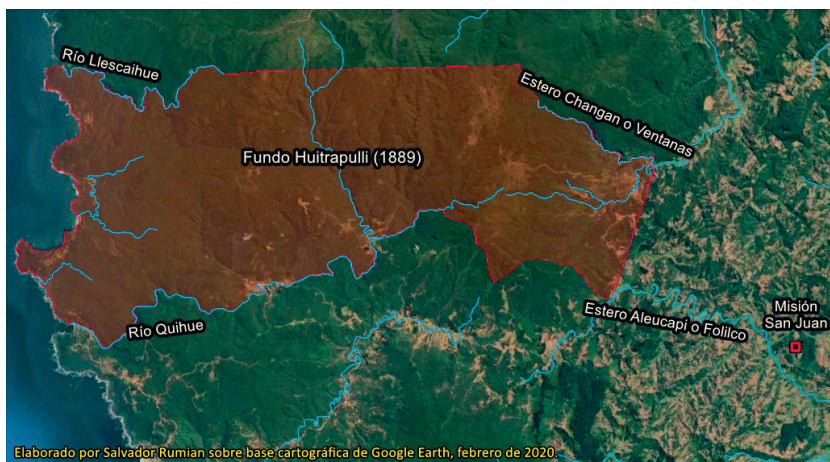 Río Llescaihue
Estero Changan o Ventanas
Fundo Huitrapulli (1889)
Río Quihue
Estero Aleucapi o Folilco
Misión
San Juan
Elaborado por Salvador Rumian sobre base cartográfica de Google Earth, febrero de 2020.